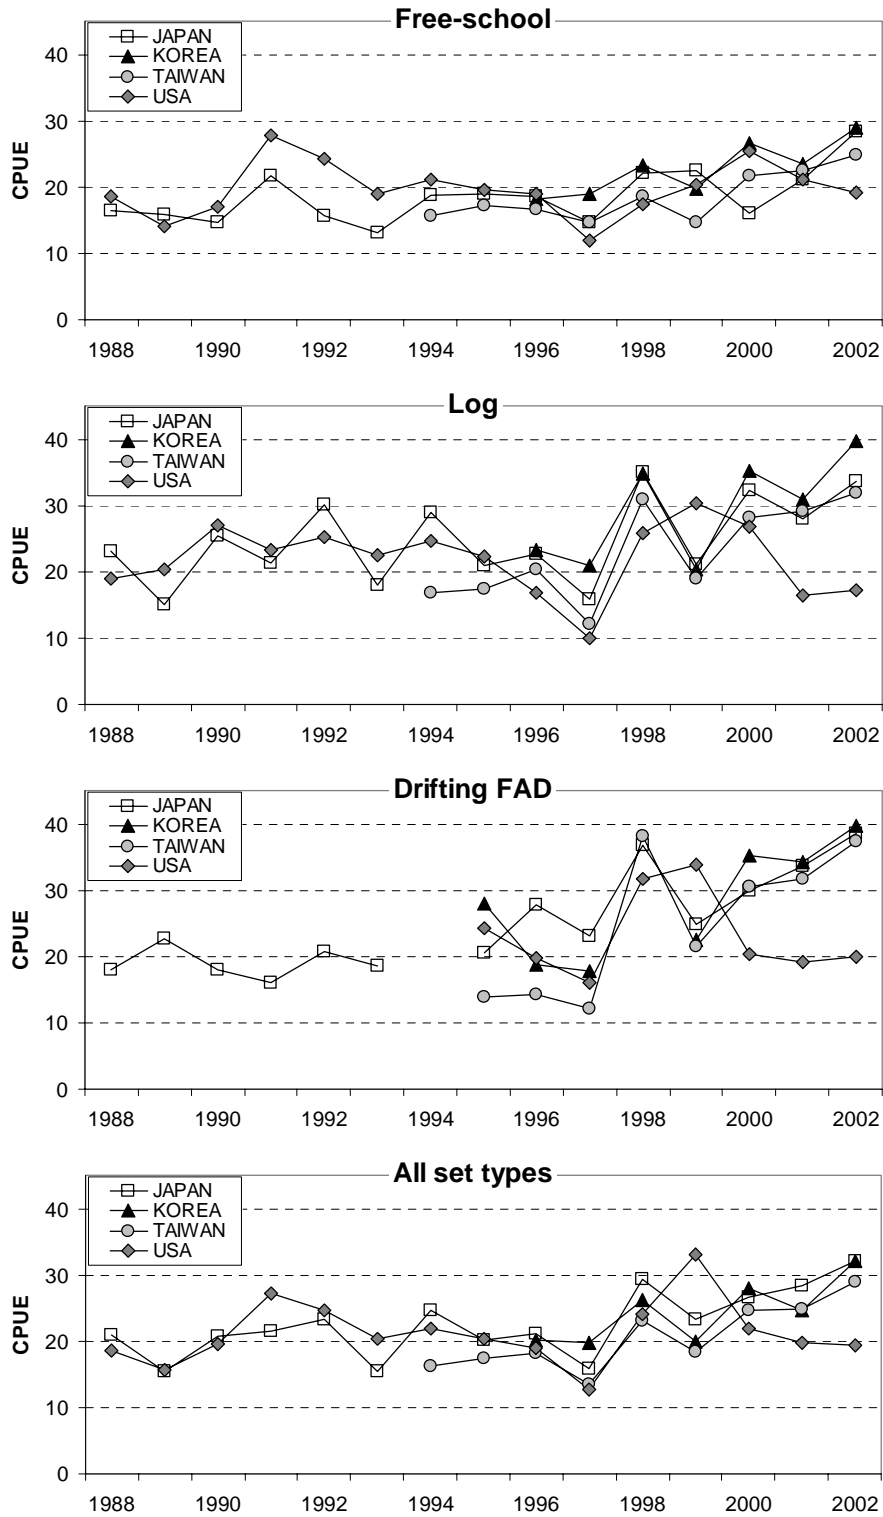 Free-school
JAPAN
KOREA
TAIWAN
USA
CPUE
40
30
20
10
0
1988 1990 1992 1994 1996 1998 2000 2002
Log
JAPAN
KOREA
TAIWAN
USA
CPUE
40
30
20
10
0
1988 1990 1992 1994 1996 1998 2000 2002
Drifting FAD
JAPAN
KOREA
TAIWAN
USA
CPUE
40
30
20
10
0
1988 1990 1992 1994 1996 1998 2000 2002
All set types
JAPAN
KOREA
TAIWAN
USA
CPUE
40
30
20
10
0
1988 1990 1992 1994 1996 1998 2000 2002